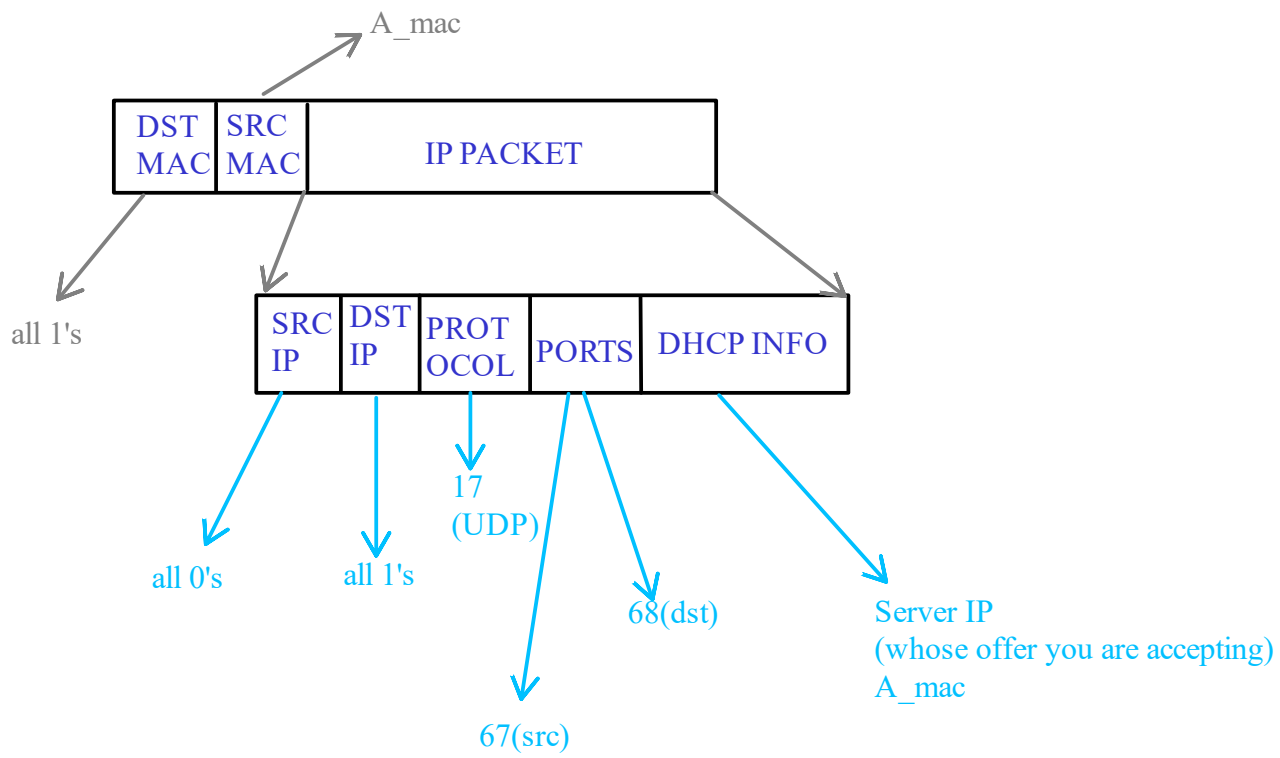 A_mac
DST
MAC
SRC
MAC
IP PACKET
all 1's
SRC
IP
DST
IP
PROT
OCOL
PORTS
DHCP INFO
17
(UDP)
all 0's
all 1's
68(dst)
Server IP
(whose offer you are accepting)
A_mac
67(src)